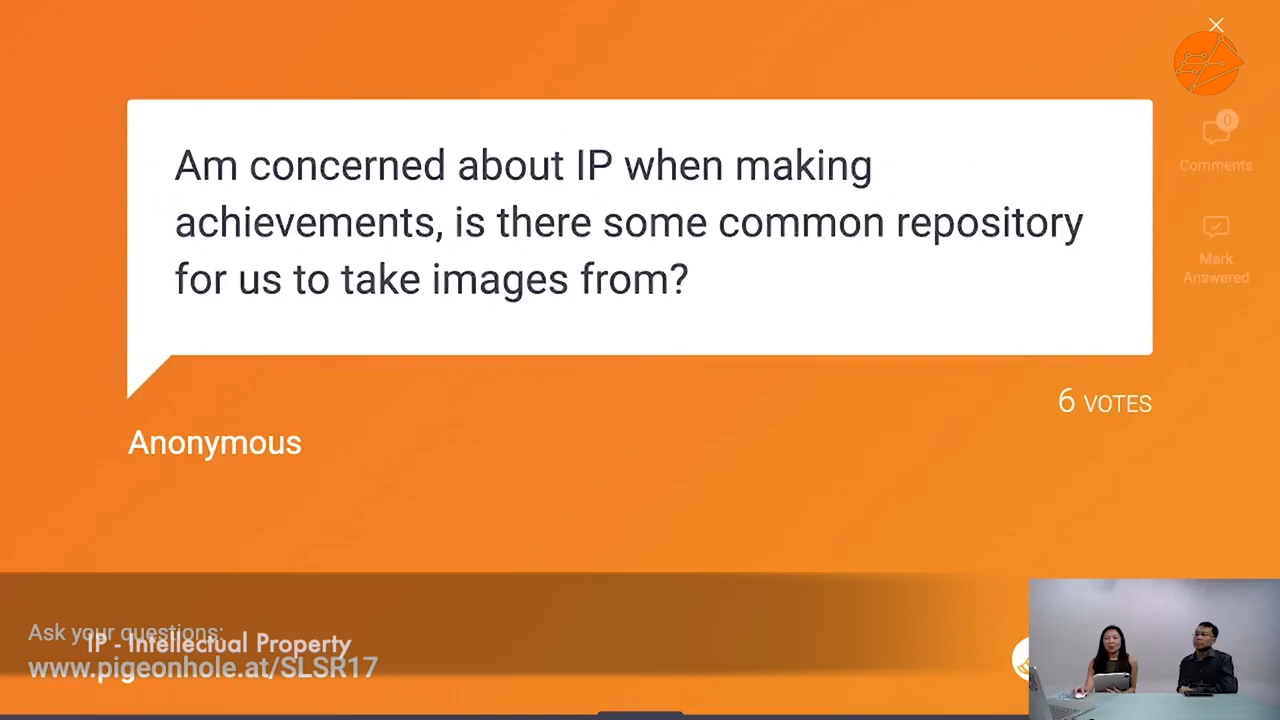 0
Comments
Am concerned about IP when making
achievements, is there some common repository
for us to take images from?
Mark
Answered
6 VOTES
Anonymous
Ask your questions:
IP - Intellectual Property
www.pigeonhole.at/SLSR17